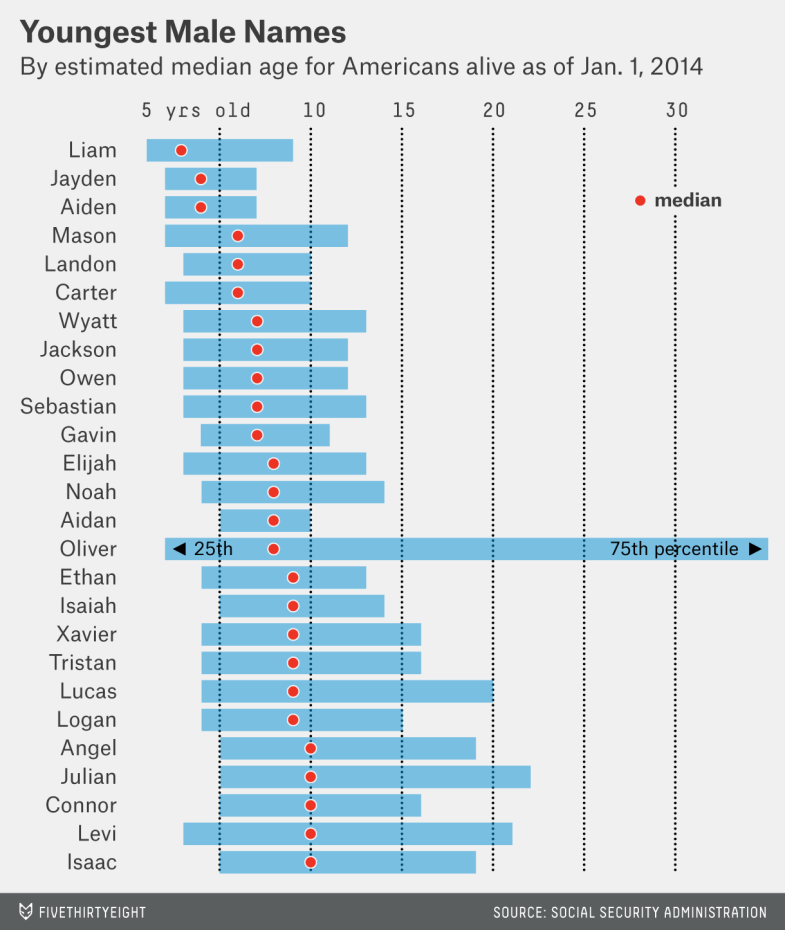 Youngest Male Names
By estimated median age for Americans alive as of Jan. 1, 2014
5 yrs old 10 15 20 25 30
Liam
Jayden
median
Aiden
Mason
Landon
Carter
Wyatt
Jackson
Owen
Sebastian
Gavin
Elijah
Noah
Aidan
Oliver ◀ 25th 75th percentile ▶
Ethan
Isaiah
Xavier
Tristan
Lucas
Logan
Angel
Julian
Connor
Levi
Isaac
FIVETHIRTYEIGHT SOURCE: SOCIAL SECURITY ADMINISTRATION